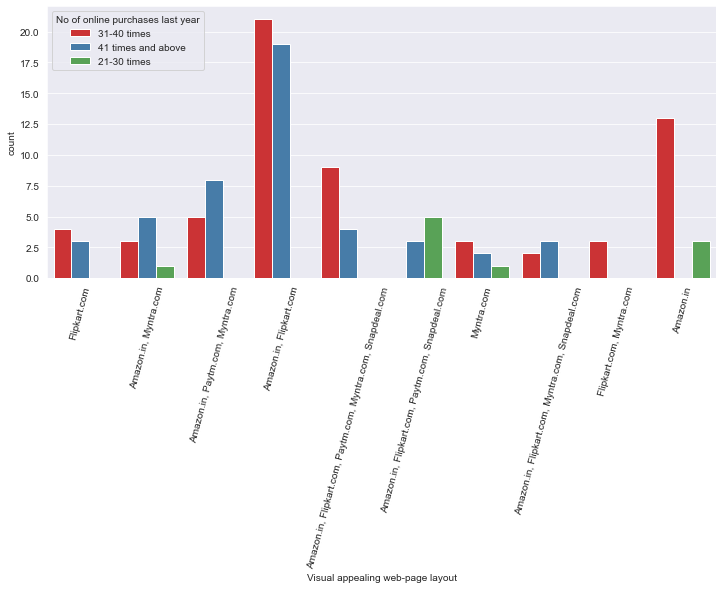 No of online purchases last year
31-40 times
41 times and above
21-30 times
20.0
17.5
15.0
12.5
10.0
7.5
5.0
2.5
0.0
count
Flipkart.com
Amazon.in, Myntra.com
Amazon.in, Paytm.com, Myntra.com
Amazon.in, Flipkart.com
Amazon.in, Flipkart.com, Paytm.com, Myntra.com, Snapdeal.com
Amazon.in, Flipkart.com, Paytm.com, Snapdeal.com
Myntra.com
Amazon.in, Flipkart.com, Myntra.com, Snapdeal.com
Flipkart.com, Myntra.com
Amazon.in
Visual appealing web-page layout